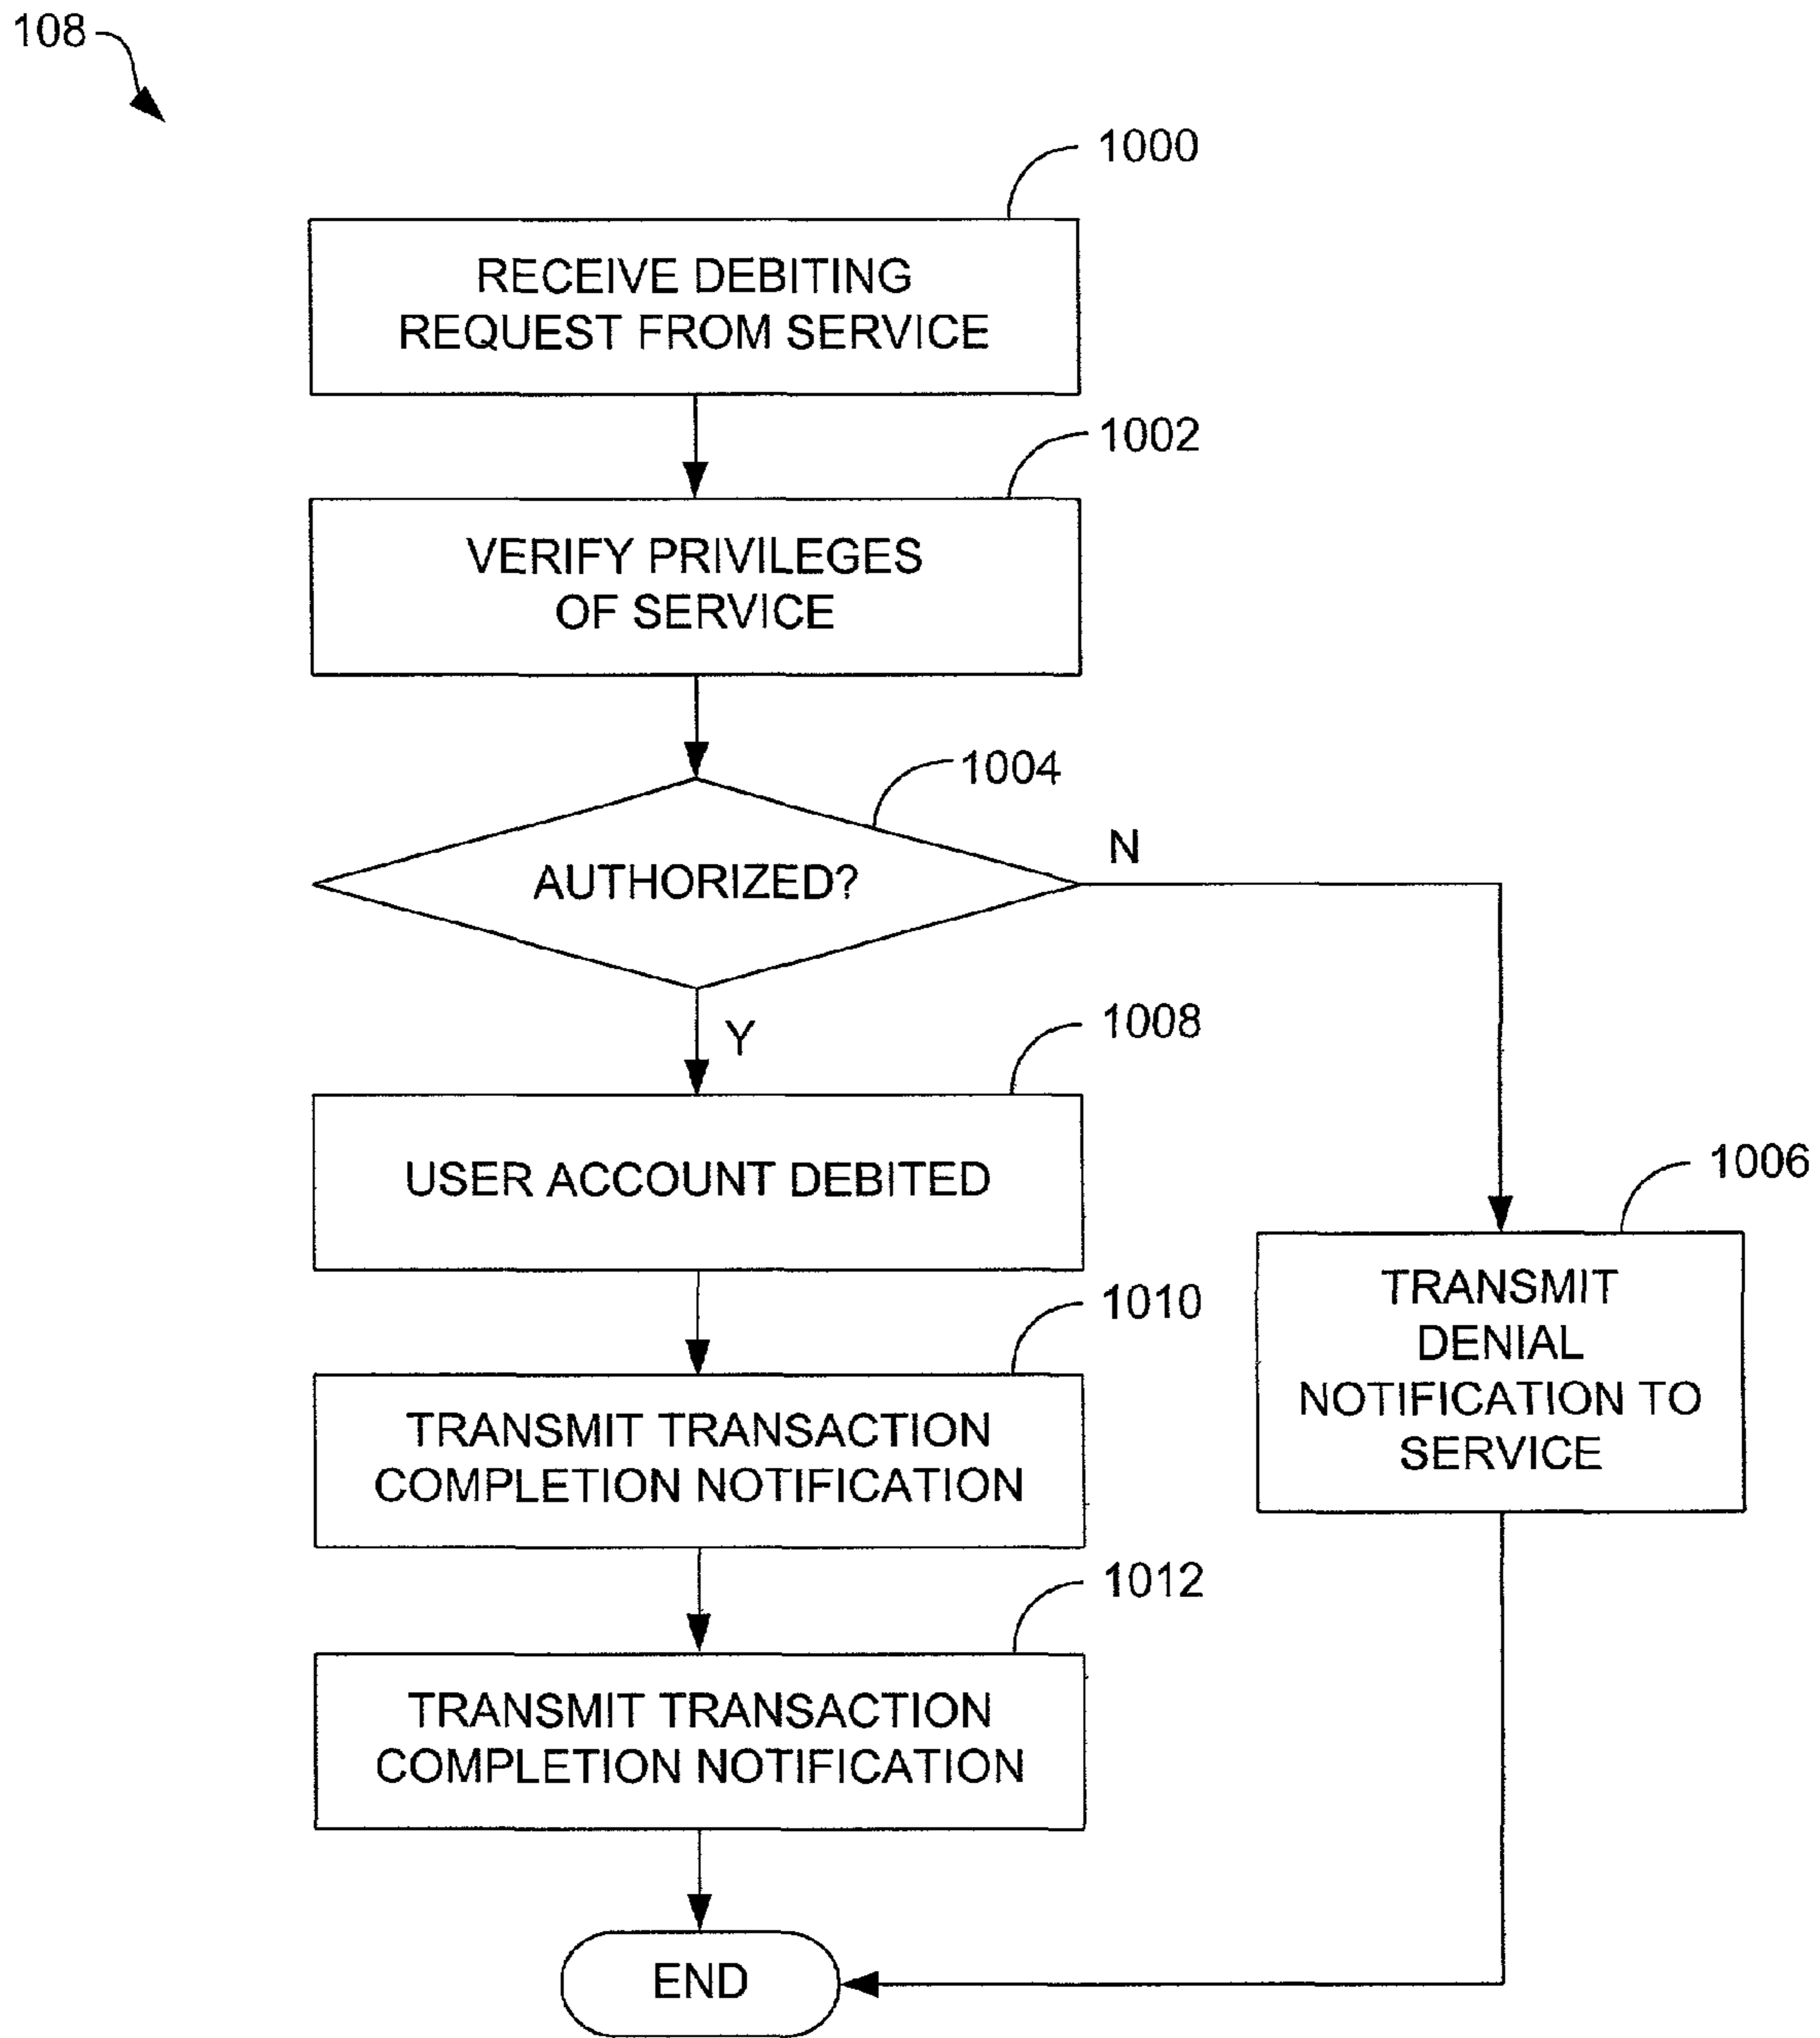 108
1000
RECEIVE DEBITING
REQUEST FROM SERVICE
1002
VERIFY PRIVILEGES
OF SERVICE
1004
AUTHORIZED?
N
Y
1008
USER ACCOUNT DEBITED
1006
TRANSMIT
DENIAL
NOTIFICATION TO
SERVICE
1010
TRANSMIT TRANSACTION
COMPLETION NOTIFICATION
1012
TRANSMIT TRANSACTION
COMPLETION NOTIFICATION
END